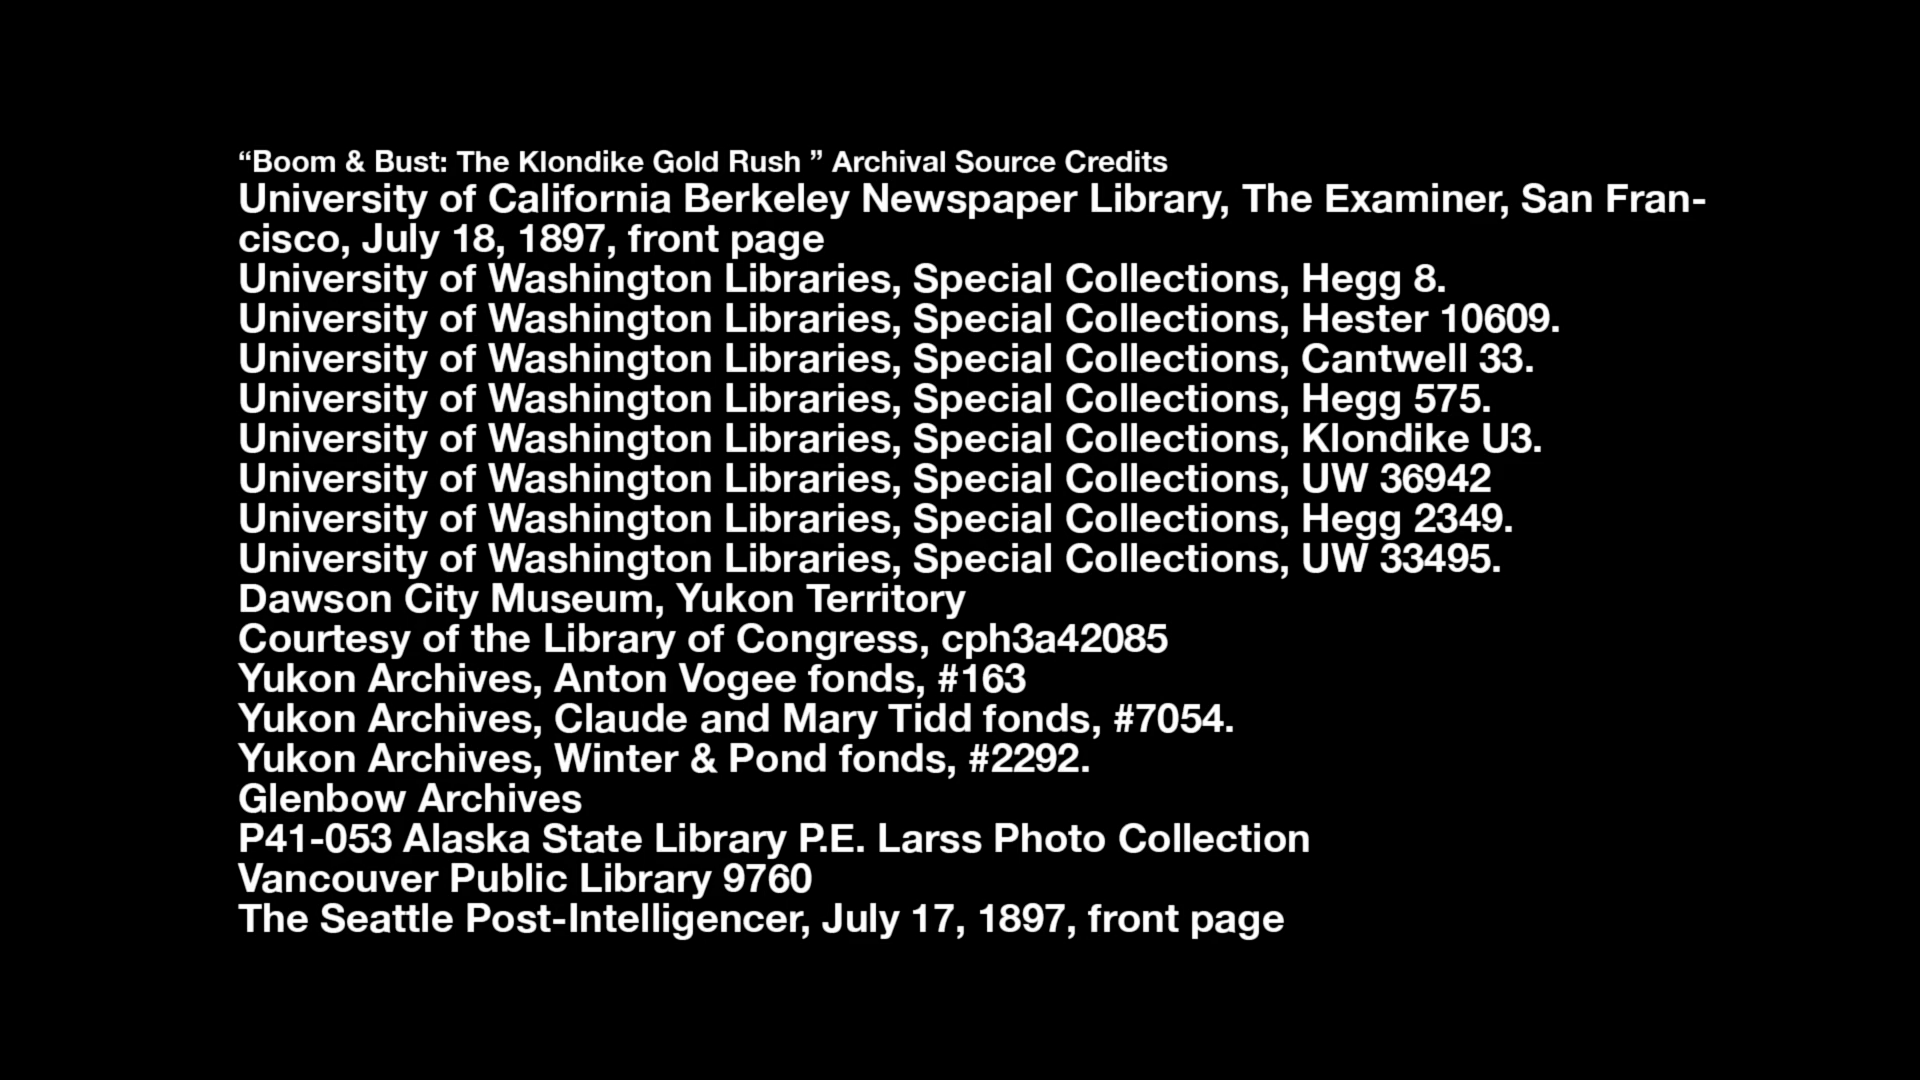 “Boom & Bust: The Klondike Gold Rush ” Archival Source Credits
University of California Berkeley Newspaper Library, The Examiner, San Fran-
cisco, July 18, 1897, front page
University of Washington Libraries, Special Collections, Hegg 8.
University of Washington Libraries, Special Collections, Hester 10609.
University of Washington Libraries, Special Collections, Cantwell 33.
University of Washington Libraries, Special Collections, Hegg 575.
University of Washington Libraries, Special Collections, Klondike U3.
University of Washington Libraries, Special Collections, UW 36942
University of Washington Libraries, Special Collections, Hegg 2349.
University of Washington Libraries, Special Collections, UW 33495.
Dawson City Museum, Yukon Territory
Courtesy of the Library of Congress, cph3a42085
Yukon Archives, Anton Vogee fonds, #163
Yukon Archives, Claude and Mary Tidd fonds, #7054.
Yukon Archives, Winter & Pond fonds, #2292.
Glenbow Archives
P41-053 Alaska State Library P.E. Larss Photo Collection
Vancouver Public Library 9760
The Seattle Post-Intelligencer, July 17, 1897, front page